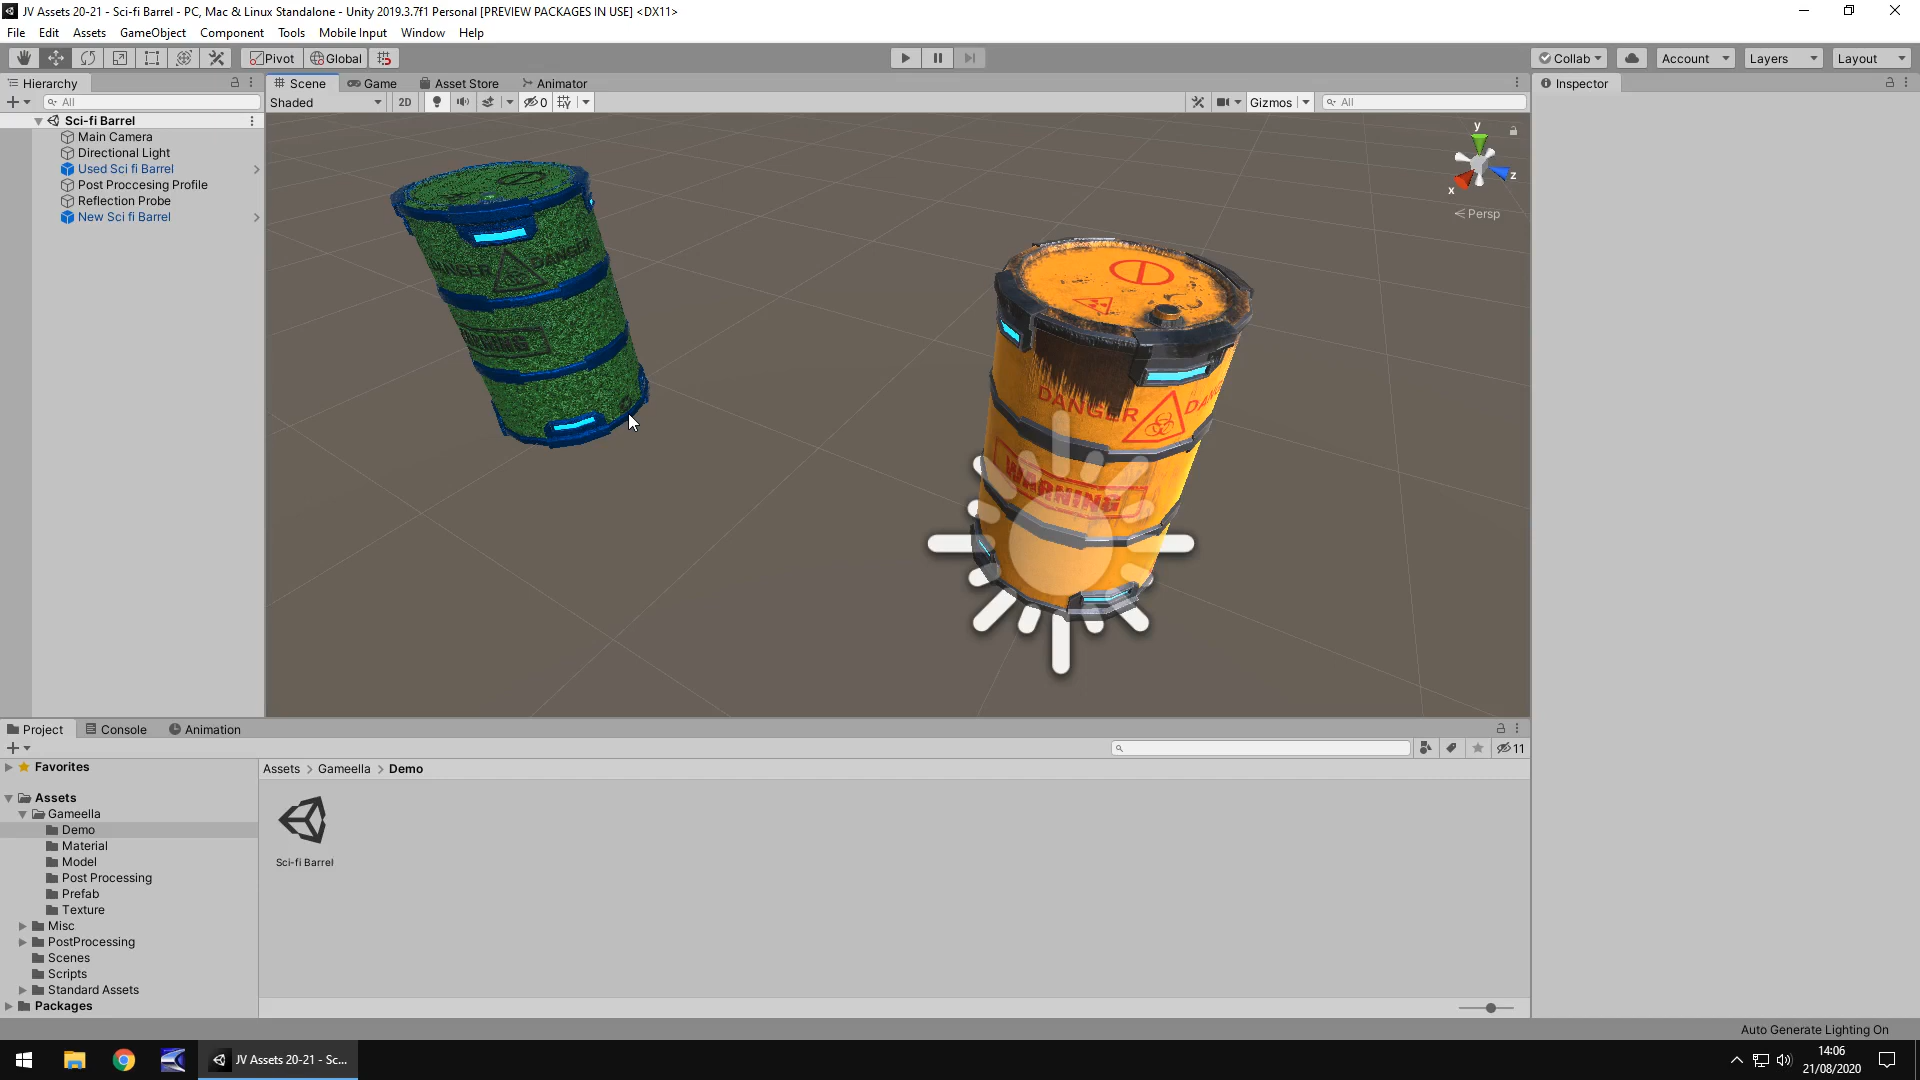 JV Assets 20-21 - Sci-fi Barrel - PC, Mac & Linux Standalone - Unity 2019.3.7f1 Personal [PREVIEW PACKAGES IN USE] <DX11>
File Edit Assets GameObject Component Tools Mobile Input Window Help
Pivot Global Collab Account Layers Layout
Hierarchy Scene Game Asset Store Animator Inspector
All Shaded 2D 0 Gizmos All
Sci-fi Barrel
Main Camera
Directional Light
Used Sci fi Barrel
Post Proccesing Profile
Reflection Probe
New Sci fi Barrel
y
x z
Persp
DANGER DANGER
DANGER
WARNING
Project Console Animation
11
Favorites
Assets > Gameella > Demo
Assets
Gameella
Demo
Material
Model
Post Processing
Prefab
Texture
Misc
PostProcessing
Scenes
Scripts
Standard Assets
Packages
Sci-fi Barrel
Auto Generate Lighting On
JV Assets 20-21 - Sc...
14:06
21/08/2020